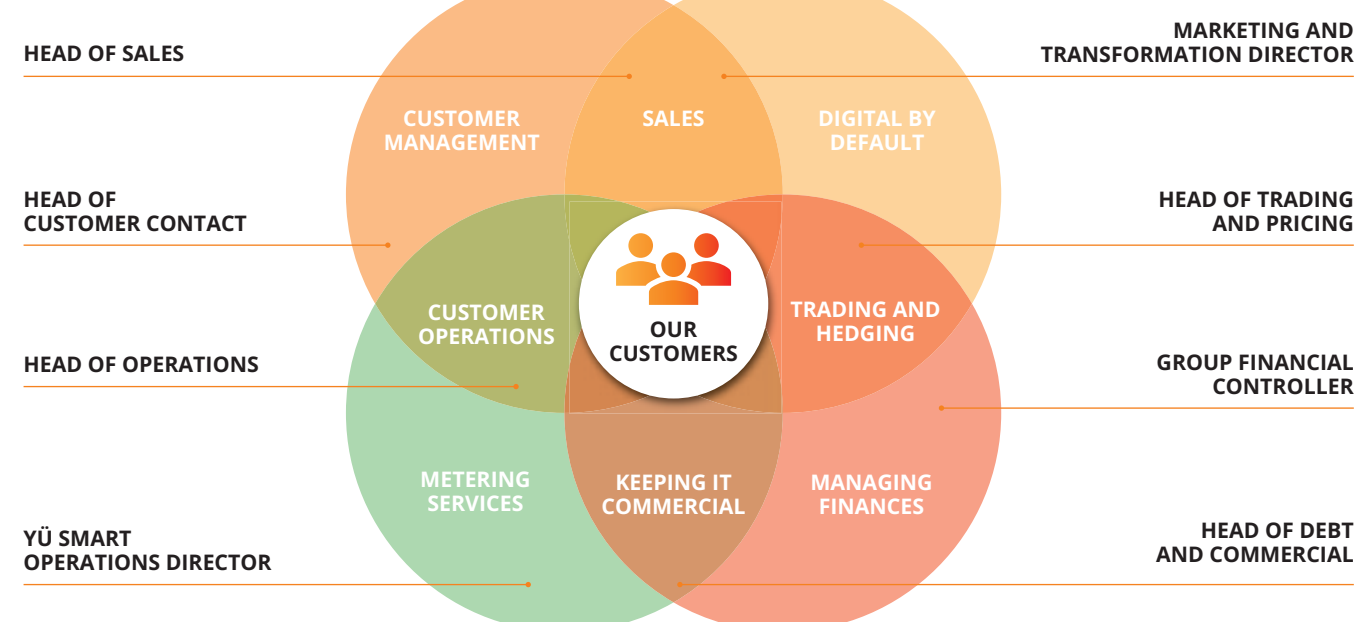 HEAD OF SALES
HEAD OF
CUSTOMER CONTACT
HEAD OF OPERATIONS
YÜ SMART
OPERATIONS DIRECTOR
CUSTOMER
MANAGEMENT
SALES
DIGITAL BY
DEFAULT
CUSTOMER
OPERATIONS
OUR
CUSTOMERS
TRADING AND
HEDGING
METERING
SERVICES
KEEPING IT
COMMERCIAL
MANAGING
FINANCES
MARKETING AND
TRANSFORMATION DIRECTOR
HEAD OF TRADING
AND PRICING
GROUP FINANCIAL
CONTROLLER
HEAD OF DEBT
AND COMMERCIAL